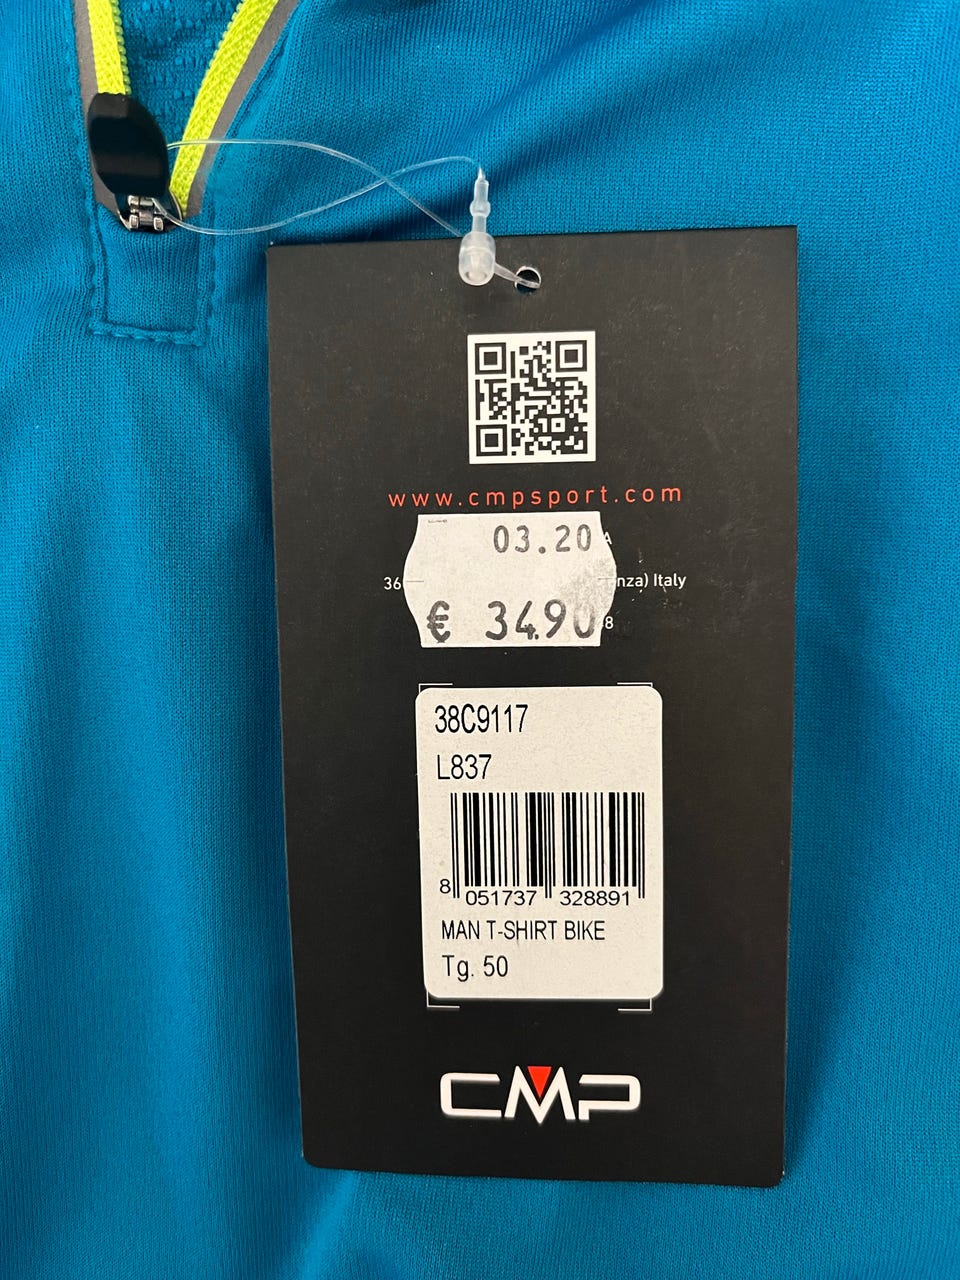 www.cmpsport.com
03.20
A
36
nza) Italy
€ 34.90
8
38C9117
L837
8 051737 328891
MAN T-SHIRT BIKE
Tg. 50
CMP